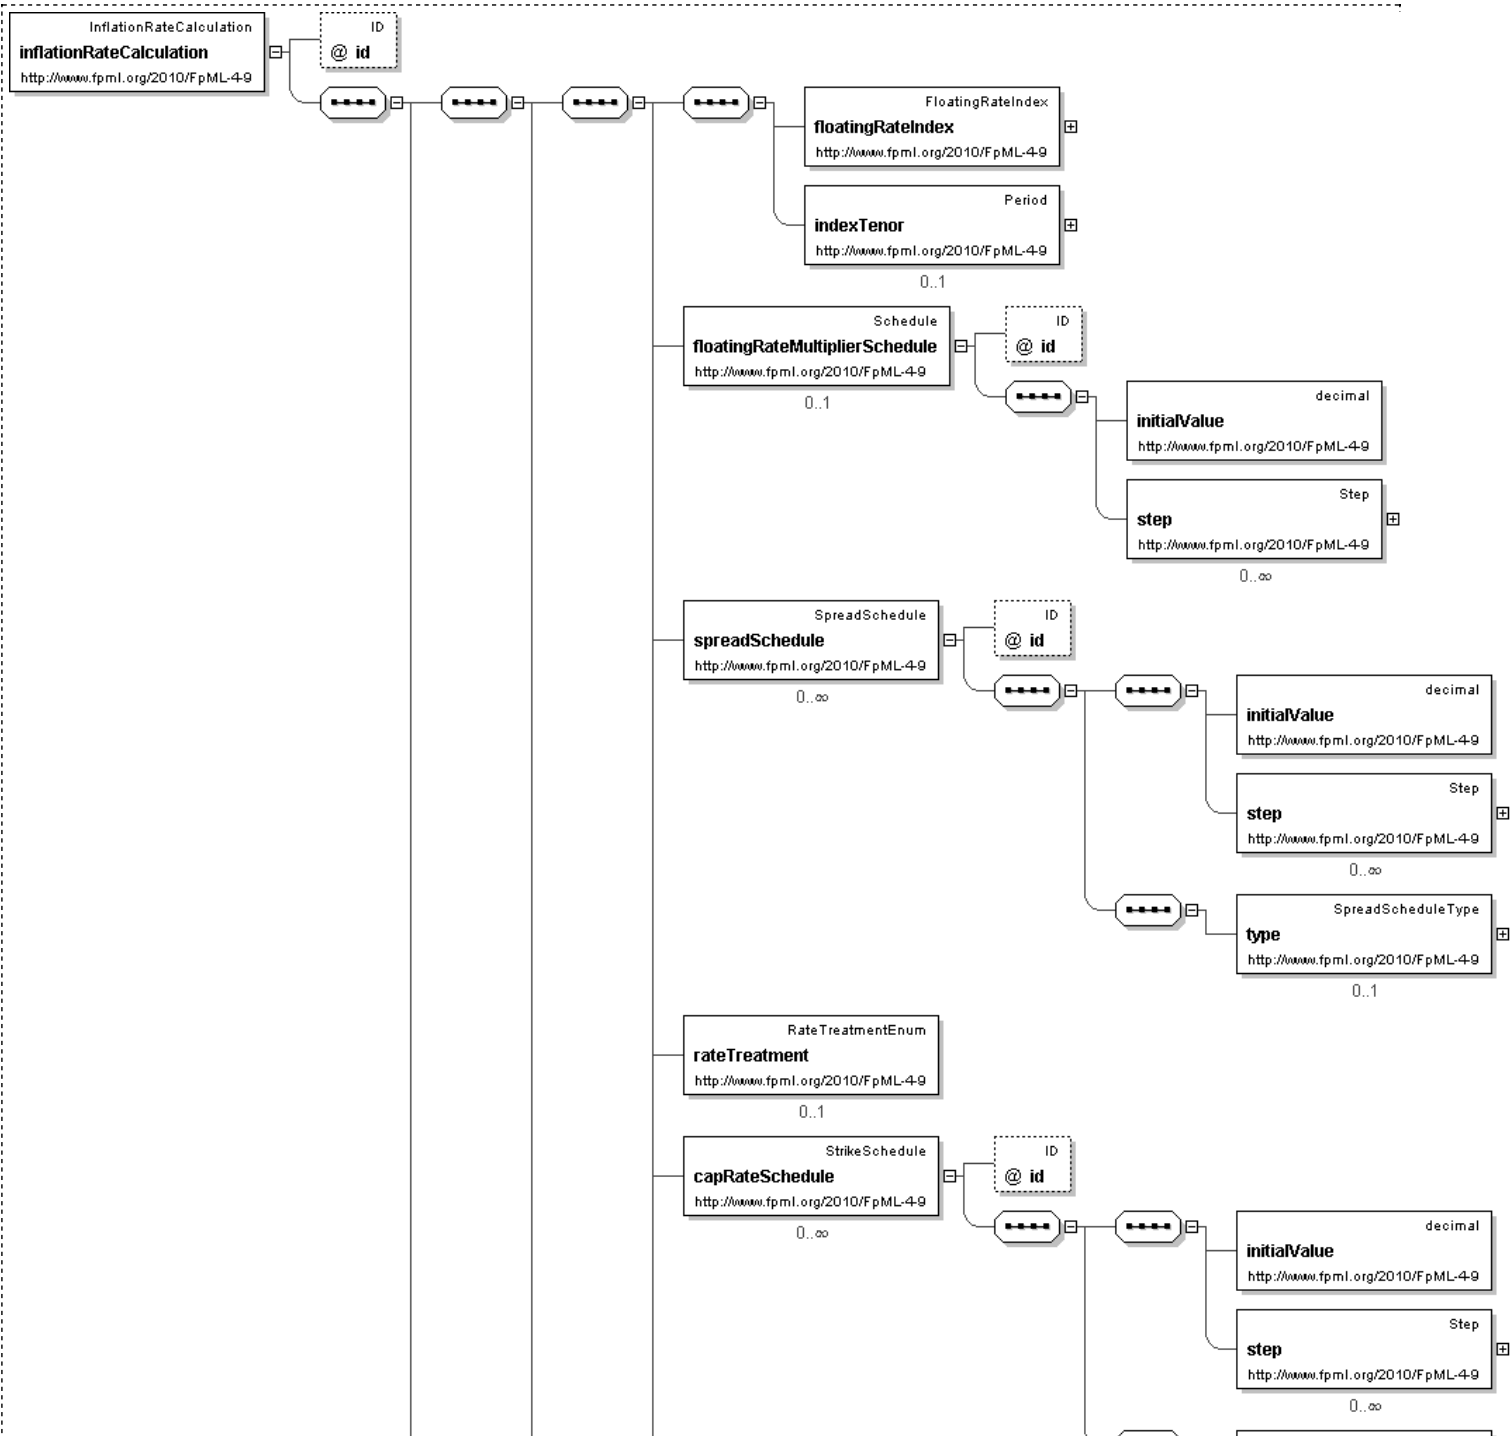 InflationRateCalculation
inflationRateCalculation
http://www.fpml.org/2010/FpML-4-9
ID
@ id
FloatingRateIndex
floatingRateIndex
http://www.fpml.org/2010/FpML-4-9
Period
indexTenor
http://www.fpml.org/2010/FpML-4-9
0..1
Schedule
floatingRateMultiplierSchedule
http://www.fpml.org/2010/FpML-4-9
0..1
ID
@ id
decimal
initialValue
http://www.fpml.org/2010/FpML-4-9
Step
step
http://www.fpml.org/2010/FpML-4-9
0..∞
SpreadSchedule
spreadSchedule
http://www.fpml.org/2010/FpML-4-9
0..∞
ID
@ id
decimal
initialValue
http://www.fpml.org/2010/FpML-4-9
Step
step
http://www.fpml.org/2010/FpML-4-9
0..∞
SpreadScheduleType
type
http://www.fpml.org/2010/FpML-4-9
0..1
RateTreatmentEnum
rateTreatment
http://www.fpml.org/2010/FpML-4-9
0..1
StrikeSchedule
capRateSchedule
http://www.fpml.org/2010/FpML-4-9
0..∞
ID
@ id
decimal
initialValue
http://www.fpml.org/2010/FpML-4-9
Step
step
http://www.fpml.org/2010/FpML-4-9
0..∞